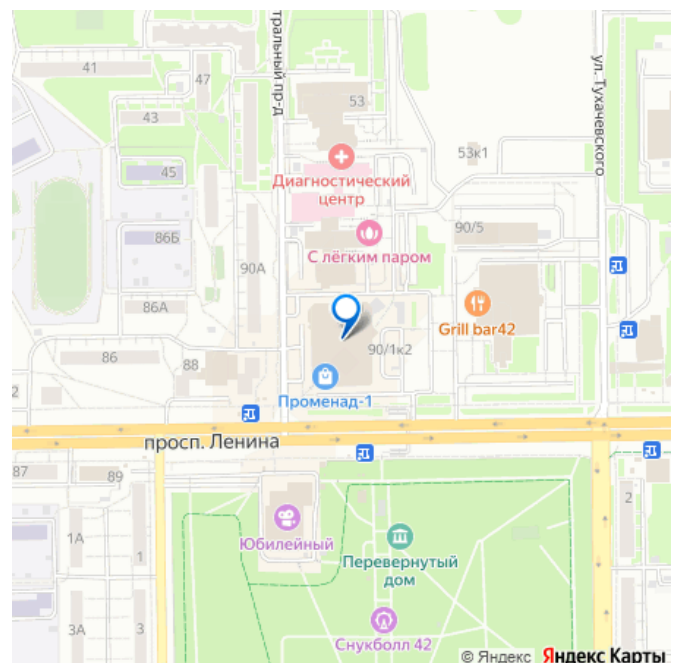 41
47
тральный пр-д
53
ул. Тухачевского
43
53к1
45
Диагностический
центр
86Б
90/5
90А
С лёгким паром
86А
Grill bar42
86
88
90/1к2
2
Променад-1
просп. Ленина
87
89
2
1А
1
Юбилейный
Перевернутый
дом
3А
3
Снукболл 42
© Яндекс Яндекс Карты